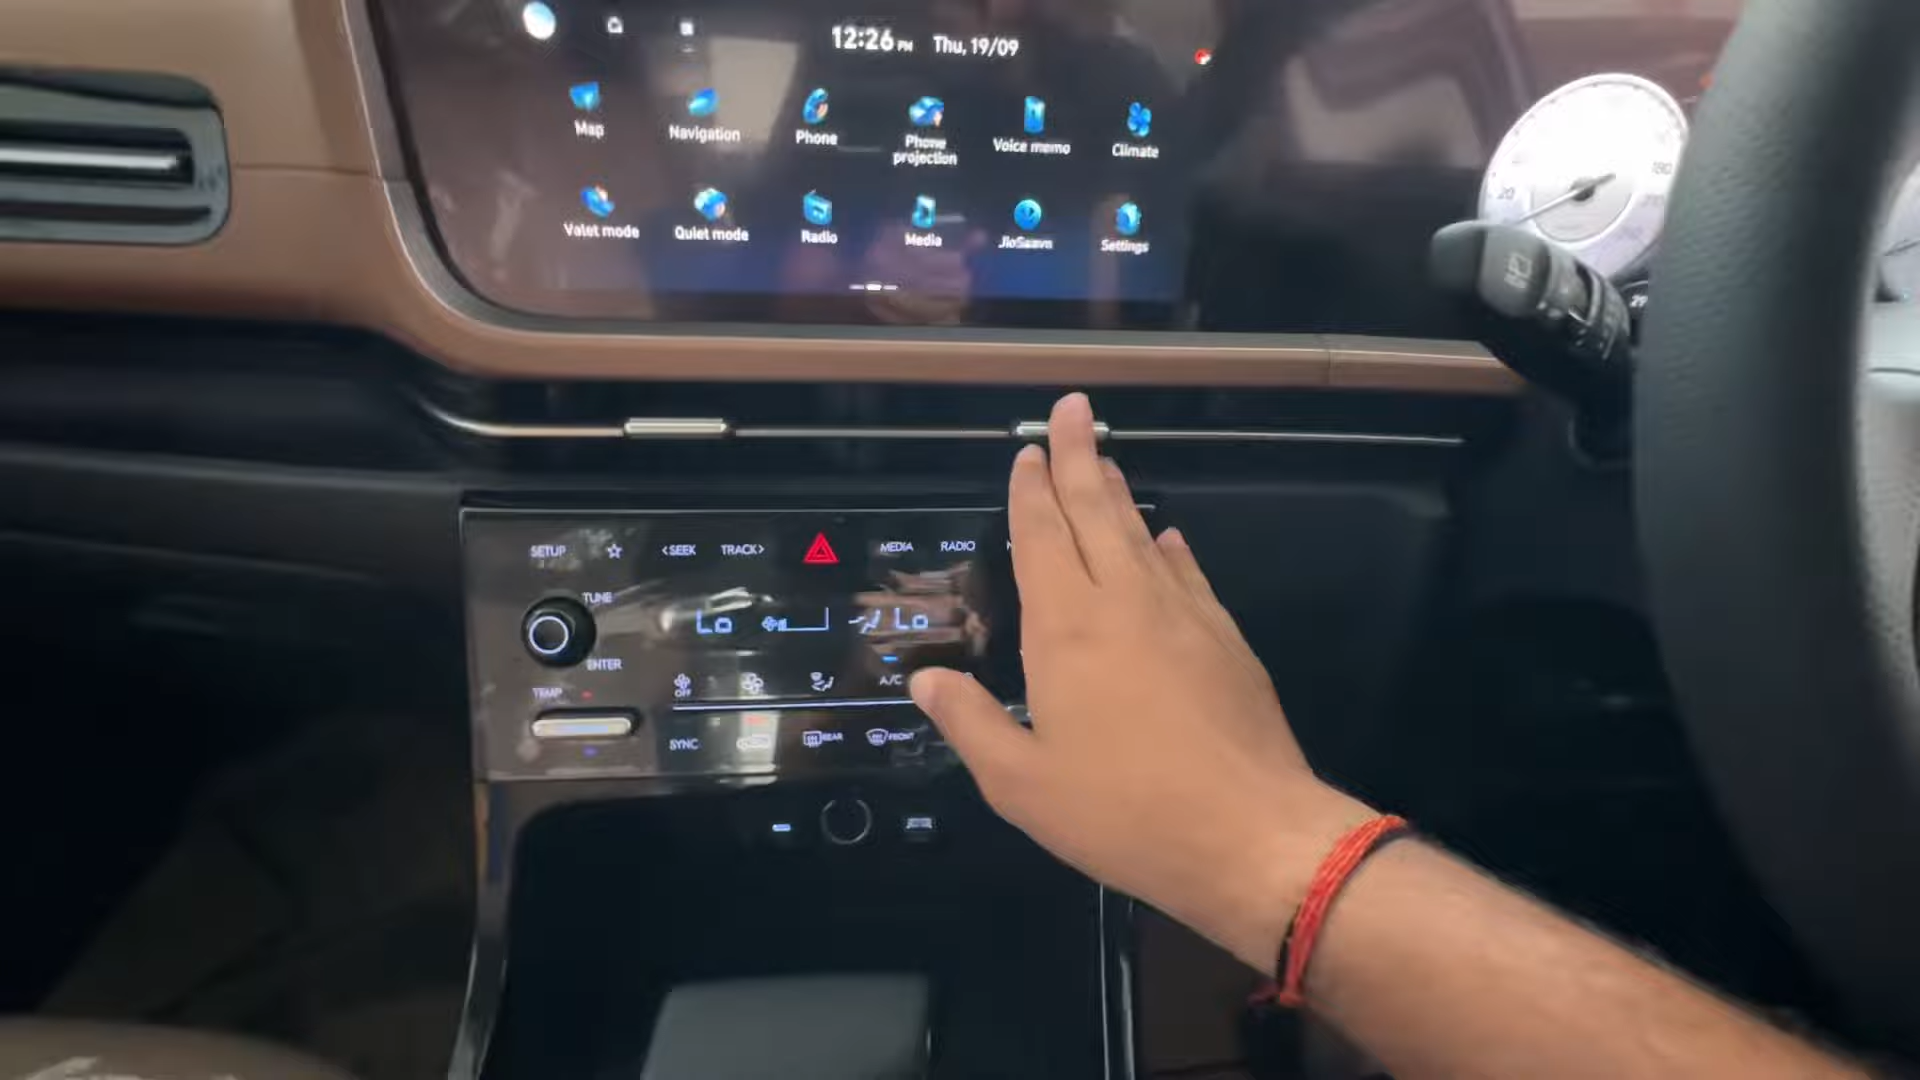 12:26 PM Thu, 19/09
Map Navigation Phone Phone projection Voice memo Climate
Valet mode Quiet mode Radio Media JioSaavn Settings
SETUP <SEEK TRACK> MEDIA RADIO
TUNE
Lo Lo
ENTER
TEMP OFF A/C
SYNC REAR FRONT